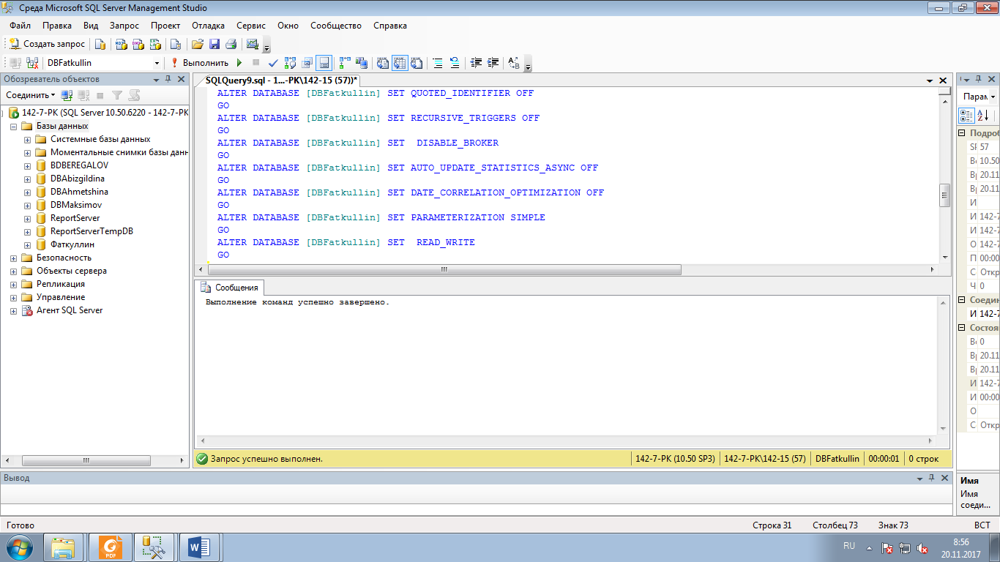 Среда Microsoft SQL Server Management Studio
Файл Правка Вид Запрос Проект Отладка Сервис Окно Сообщество Справка
Создать запрос
DBFatkullin Выполнить
Обозреватель объектов
Соединить
142-7-PK (SQL Server 10.50.6220 - 142-7-PK
Базы данных
Системные базы данных
Моментальные снимки базы данн
BDBEREGALOV
DBAbizgildina
DBAhmetshina
DBMaksimov
ReportServer
ReportServerTempDB
Фаткуллин
Безопасность
Объекты сервера
Репликация
Управление
Агент SQL Server
SQLQuery9.sql - 1...-PK\142-15 (57))*
ALTER DATABASE [DBFatkullin] SET QUOTED_IDENTIFIER OFF
GO
ALTER DATABASE [DBFatkullin] SET RECURSIVE_TRIGGERS OFF
GO
ALTER DATABASE [DBFatkullin] SET  DISABLE_BROKER
GO
ALTER DATABASE [DBFatkullin] SET AUTO_UPDATE_STATISTICS_ASYNC OFF
GO
ALTER DATABASE [DBFatkullin] SET DATE_CORRELATION_OPTIMIZATION OFF
GO
ALTER DATABASE [DBFatkullin] SET PARAMETERIZATION SIMPLE
GO
ALTER DATABASE [DBFatkullin] SET  READ_WRITE
GO
Сообщения
Выполнение команд успешно завершено.
Запрос успешно выполнен. 142-7-PK (10.50 SP3) 142-7-PK\142-15 (57) DBFatkullin 00:00:01 0 строк
Парам
Подроб
SF 57
Ве 10.50
Вр 20.11
Вр 20.11
И
И 142-7
И 142-7
О 142-7
П 00:00
С Откр
Ч 0
Соедин
И 142-7
Состоя
Вс 0
Вр 20.11
Вр 20.11
И 142-7
И 00:00
О
С Откр
Имя
Имя
соеди...
Вывод
Готово Строка 31 Столбец 73 Знак 73 ВСТ
PDF
RU
8:56
20.11.2017